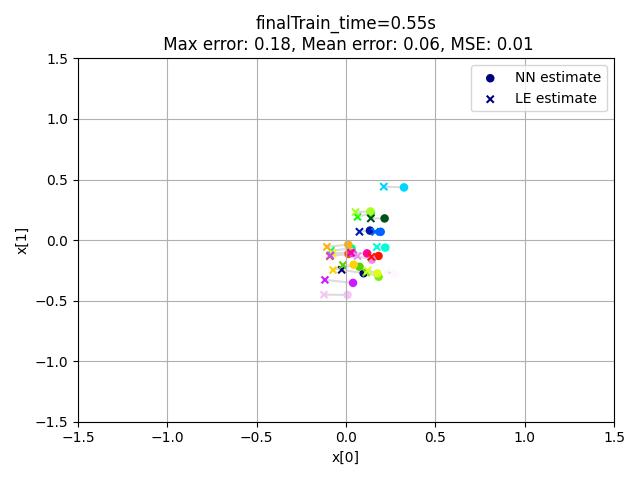 finalTrain_time=0.55s
Max error: 0.18, Mean error: 0.06, MSE: 0.01
1.5
NN estimate
LE estimate
1.0
0.5
x[1]
0.0
−0.5
−1.0
−1.5
−1.5 −1.0 −0.5 0.0 0.5 1.0 1.5
x[0]